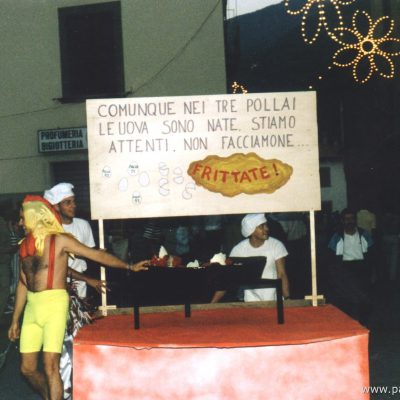 COMUNQUE NEI TRE POLLAI
LE UOVA SONO NATE, STIAMO
ATTENTI, NON FACCIAMONE...
FRITTATE!
PROFUMERIA
BIGIOTTERIA
www.pa